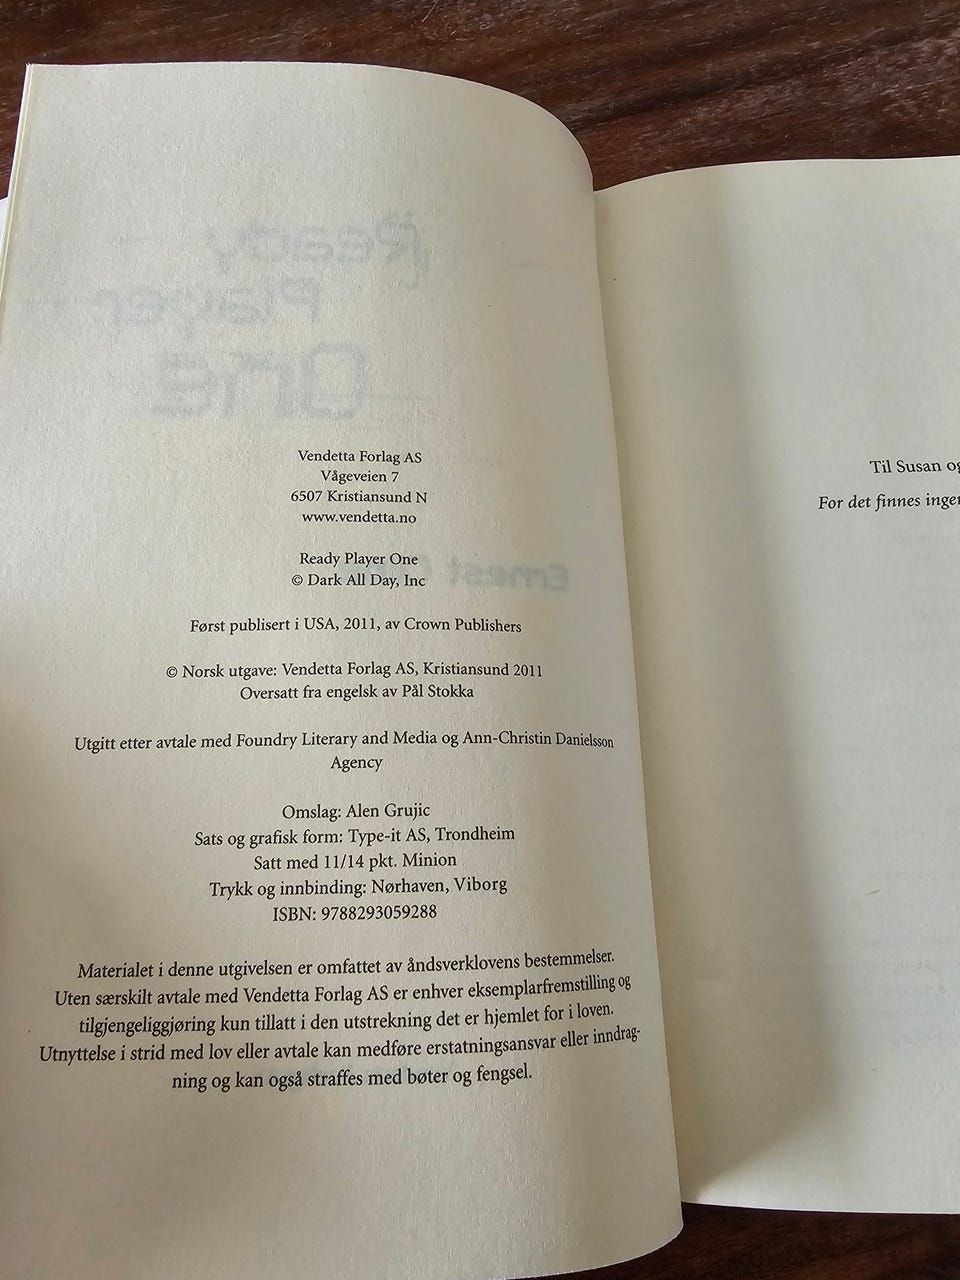 Ready
Player
One
Ernest
Vendetta Forlag AS
Vågeveien 7
6507 Kristiansund N
www.vendetta.no
Ready Player One
© Dark All Day, Inc
Først publisert i USA, 2011, av Crown Publishers
© Norsk utgave: Vendetta Forlag AS, Kristiansund 2011
Oversatt fra engelsk av Pål Stokka
Utgitt etter avtale med Foundry Literary and Media og Ann-Christin Danielsson
Agency
Omslag: Alen Grujic
Sats og grafisk form: Type-it AS, Trondheim
Satt med 11/14 pkt. Minion
Trykk og innbinding: Nørhaven, Viborg
ISBN: 9788293059288
Materialet i denne utgivelsen er omfattet av åndsverklovens bestemmelser.
Uten særskilt avtale med Vendetta Forlag AS er enhver eksemplarfremstilling og
tilgjengeliggjøring kun tillatt i den utstrekning det er hjemlet for i loven.
Utnyttelse i strid med lov eller avtale kan medføre erstatningsansvar eller inndrag-
ning og kan også straffes med bøter og fengsel.
Til Susan
For det finnes